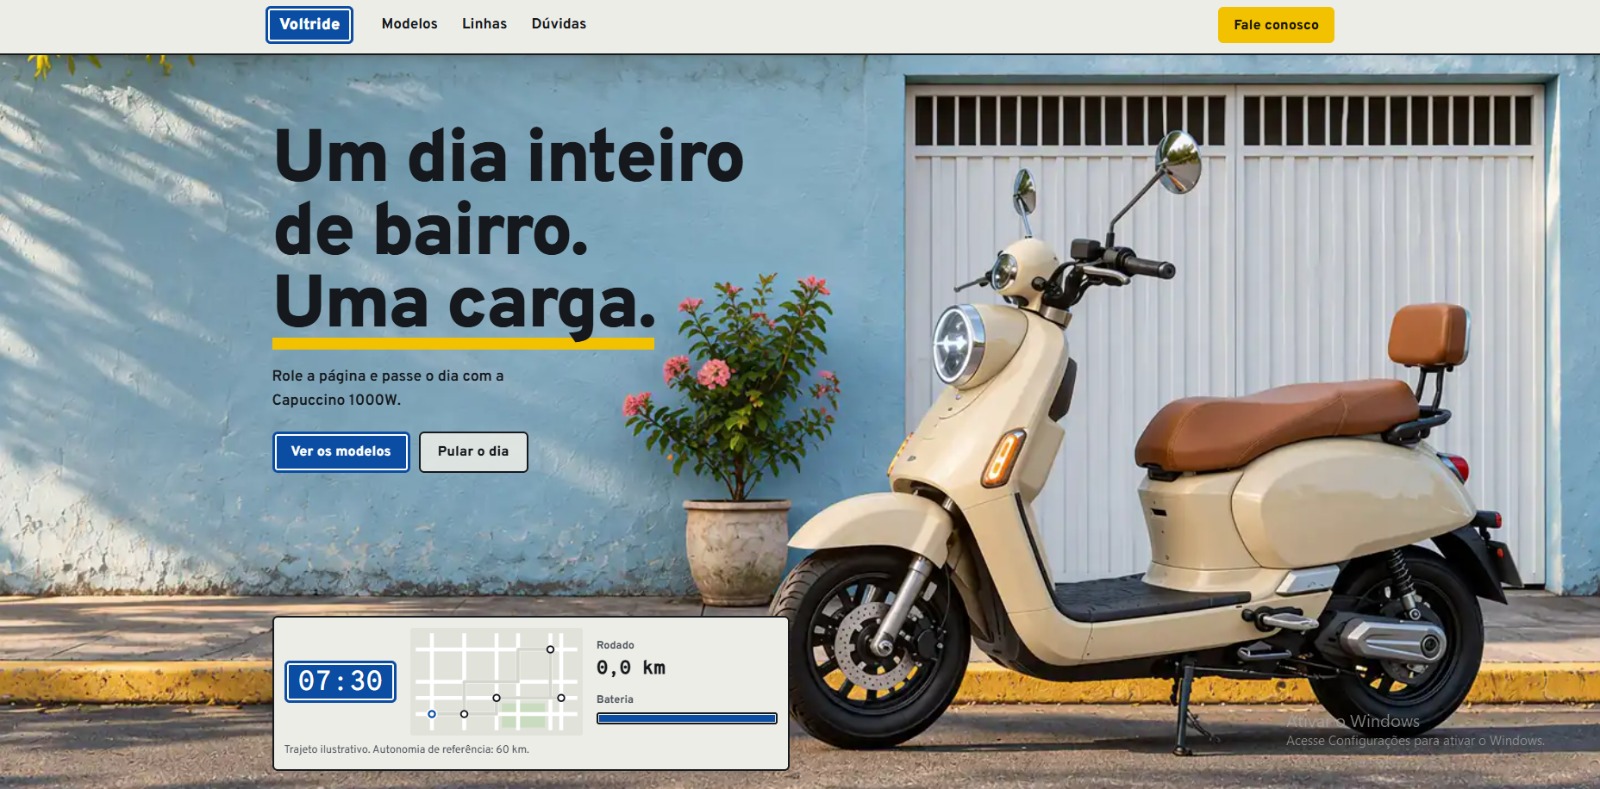 Voltride
Modelos
Linhas
Dúvidas
Fale conosco
Um dia inteiro
de bairro.
Uma carga.
Role a página e passe o dia com a
Capuccino 1000W.
Ver os modelos
Pular o dia
07:30
Rodado
0,0 km
Bateria
Trajeto ilustrativo. Autonomia de referência: 60 km.
Ativar o Windows
Acesse Configurações para ativar o Windows.